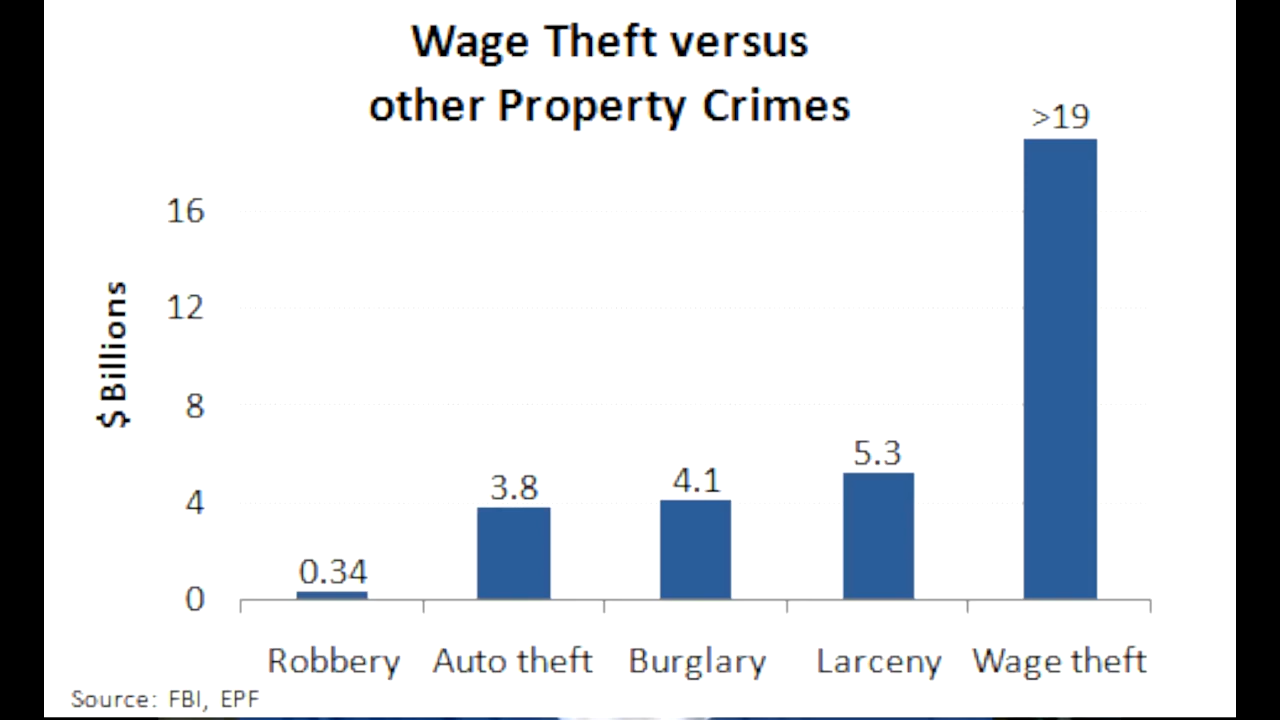 Wage Theft versus
other Property Crimes
>19
16
12
8
4
0
$Billions
0.34
3.8
4.1
5.3
Robbery
Auto theft
Burglary
Larceny
Wage theft
Source: FBI, EPF